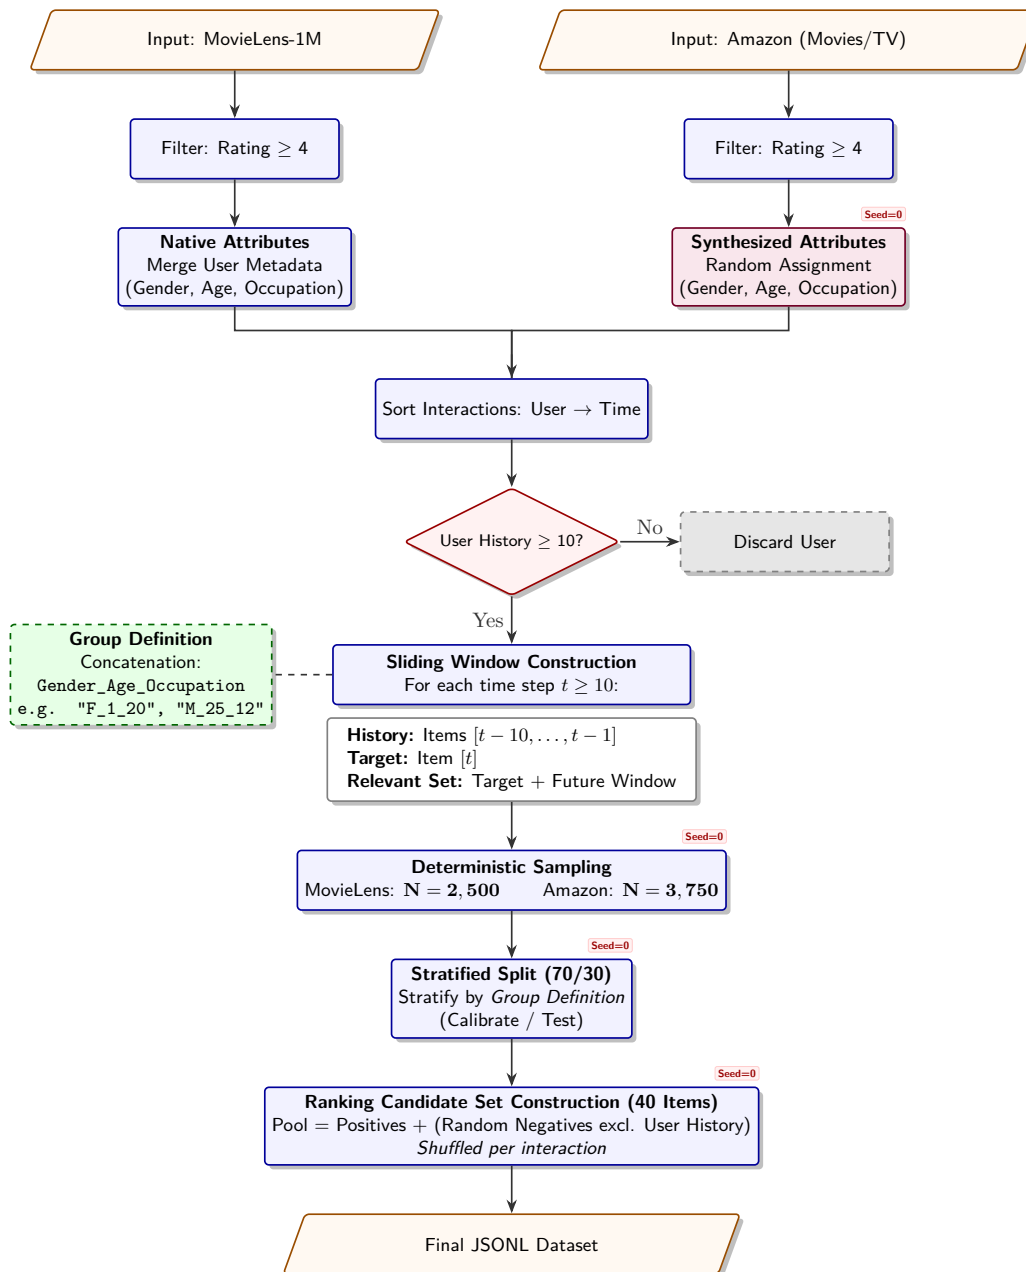 Input: MovieLens-1M
Input: Amazon (Movies/TV)
Filter: Rating ≥ 4
Filter: Rating ≥ 4
Native Attributes
Merge User Metadata
(Gender, Age, Occupation)
Seed=0
Synthesized Attributes
Random Assignment
(Gender, Age, Occupation)
Sort Interactions: User → Time
User History ≥ 10?
No
Discard User
Yes
Group Definition
Concatenation:
Gender_Age_Occupation
e.g. "F_1_20", "M_25_12"
Sliding Window Construction
For each time step t ≥ 10:
History: Items [t − 10, . . . , t − 1]
Target: Item [t]
Relevant Set: Target + Future Window
Seed=0
Deterministic Sampling
MovieLens: N = 2, 500 Amazon: N = 3, 750
Seed=0
Stratified Split (70/30)
Stratify by Group Definition
(Calibrate / Test)
Seed=0
Ranking Candidate Set Construction (40 Items)
Pool = Positives + (Random Negatives excl. User History)
Shuffled per interaction
Final JSONL Dataset